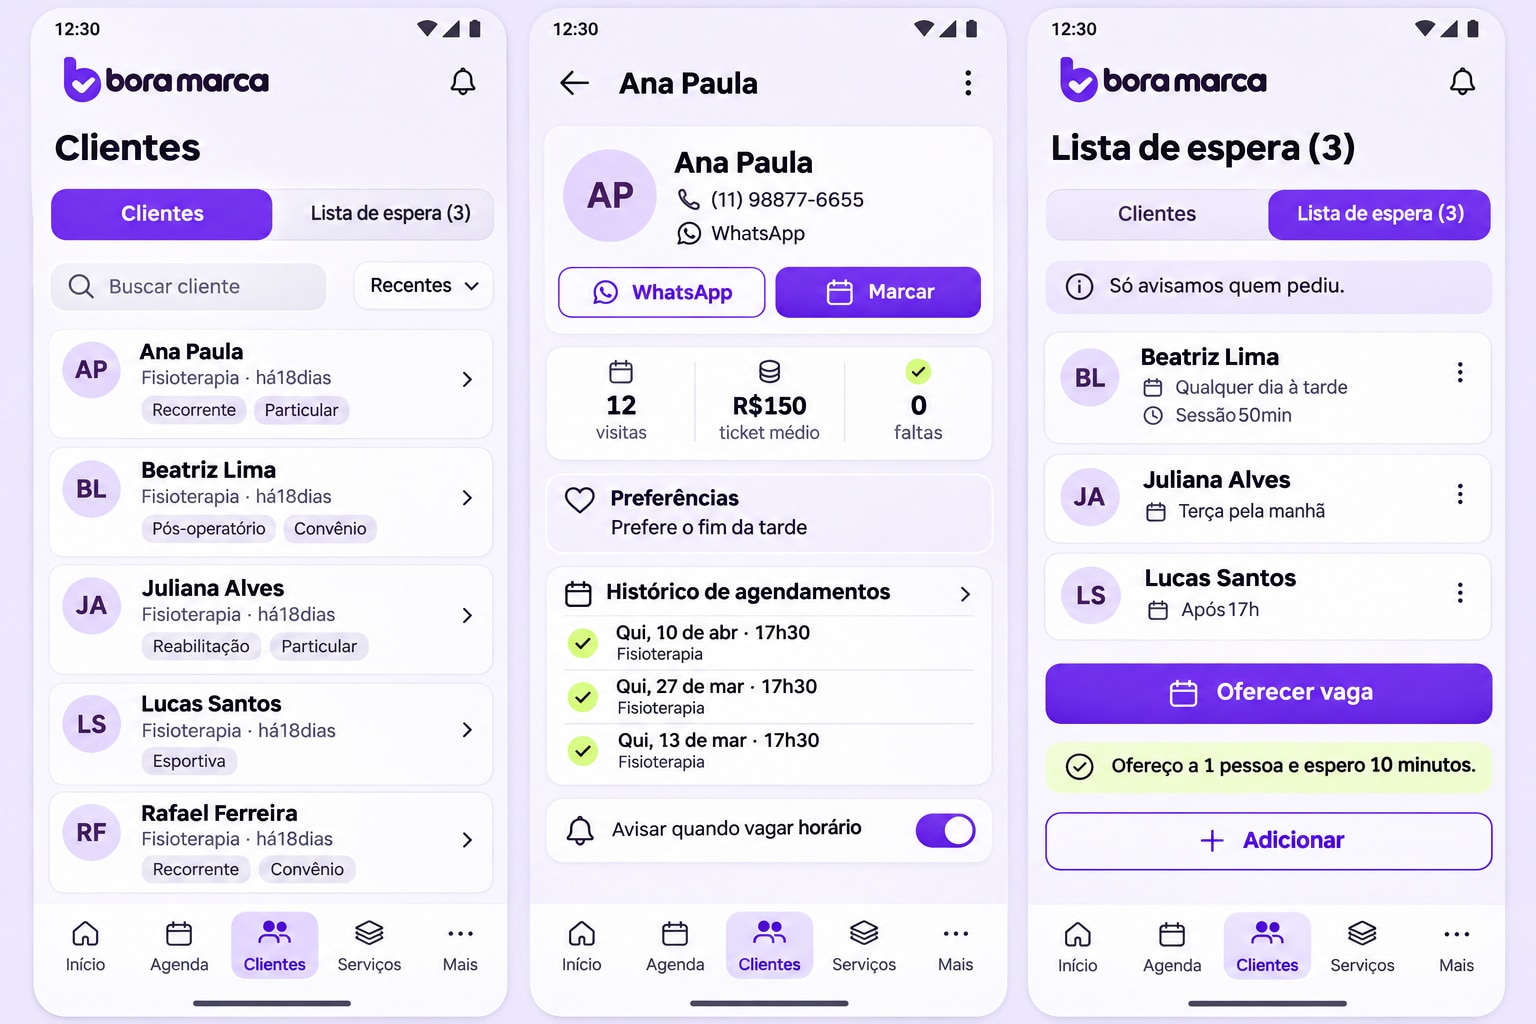 12:30
bora marca
Clientes
Clientes
Lista de espera (3)
Buscar cliente
Recentes
AP
Ana Paula
Fisioterapia · há18dias
Recorrente
Particular
BL
Beatriz Lima
Fisioterapia · há18dias
Pós-operatório
Convênio
JA
Juliana Alves
Fisioterapia · há18dias
Reabilitação
Particular
LS
Lucas Santos
Fisioterapia · há18dias
Esportiva
RF
Rafael Ferreira
Fisioterapia · há18dias
Recorrente
Convênio
Início
Agenda
Clientes
Serviços
Mais
12:30
Ana Paula
AP
Ana Paula
(11) 98877-6655
WhatsApp
WhatsApp
Marcar
12
visitas
R$150
ticket médio
0
faltas
Preferências
Prefere o fim da tarde
Histórico de agendamentos
Qui, 10 de abr · 17h30
Fisioterapia
Qui, 27 de mar · 17h30
Fisioterapia
Qui, 13 de mar · 17h30
Fisioterapia
Avisar quando vagar horário
Início
Agenda
Clientes
Serviços
Mais
12:30
bora marca
Lista de espera (3)
Clientes
Lista de espera (3)
Só avisamos quem pediu.
BL
Beatriz Lima
Qualquer dia à tarde
Sessão 50min
JA
Juliana Alves
Terça pela manhã
LS
Lucas Santos
Após 17h
Oferecer vaga
Ofereço a 1 pessoa e espero 10 minutos.
Adicionar
Início
Agenda
Clientes
Serviços
Mais